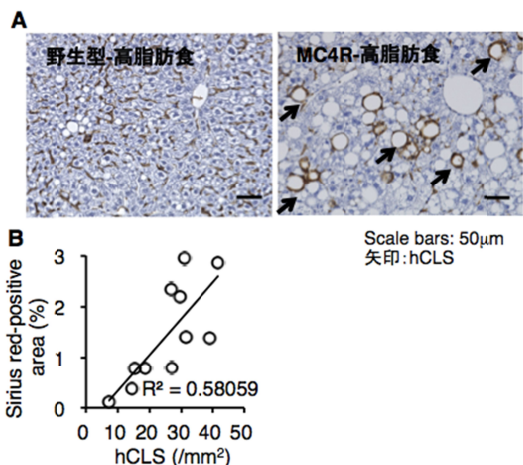 A
野生型-高脂肪食
MC4R-高脂肪食
Scale bars: 50μm
矢印:hCLS
B
Sirius red-positive
area (%)
3
2
1
0
R² = 0.58059
0 10 20 30 40 50
hCLS (/mm²)